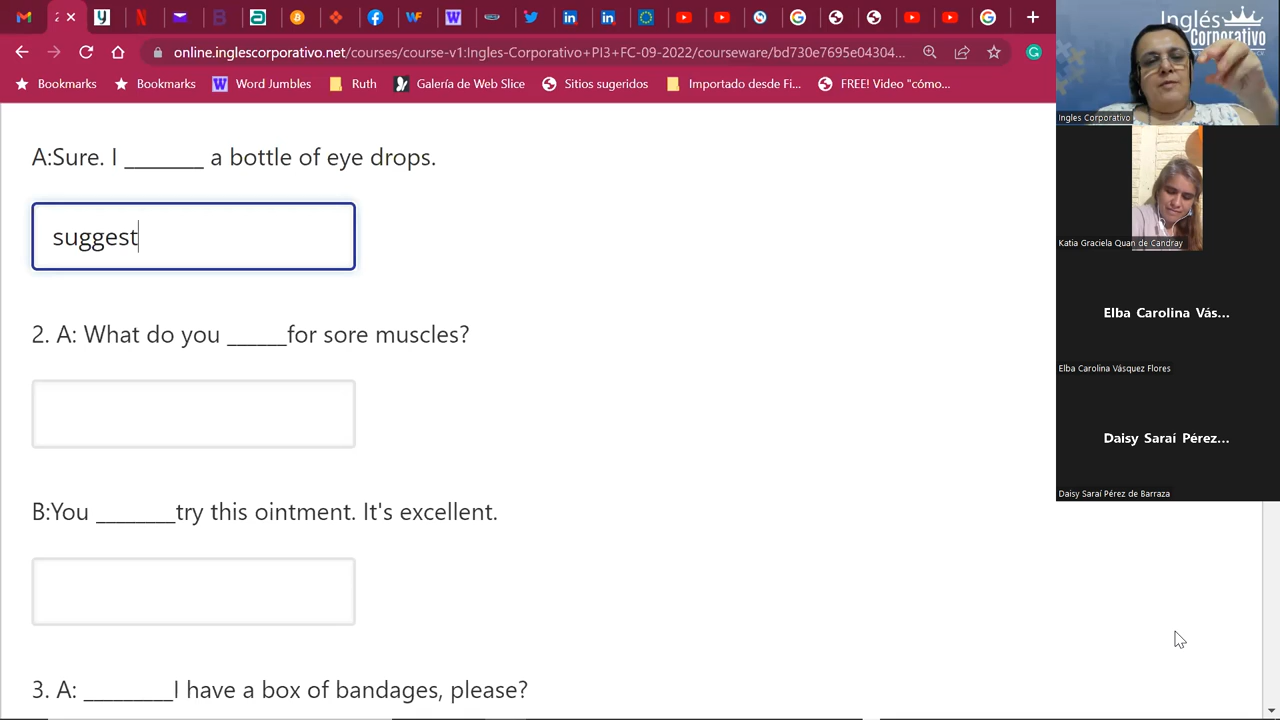 2
online.inglescorporativo.net/courses/course-v1:Ingles-Corporativo+PI3+FC-09-2022/courseware/bd730e7695e04304...
Bookmarks Bookmarks Word Jumbles Ruth Galería de Web Slice Sitios sugeridos Importado desde Fi... FREE! Video "cómo...
Inglés
Corporativo
Ingles Corporativo
A:Sure. I _______ a bottle of eye drops.
suggest
Katia Graciela Quan de Candray
Elba Carolina Vás...
2. A: What do you ______for sore muscles?
Elba Carolina Vásquez Flores
Daisy Saraí Pérez...
Daisy Saraí Pérez de Barraza
B:You ________try this ointment. It's excellent.
3. A: _________I have a box of bandages, please?